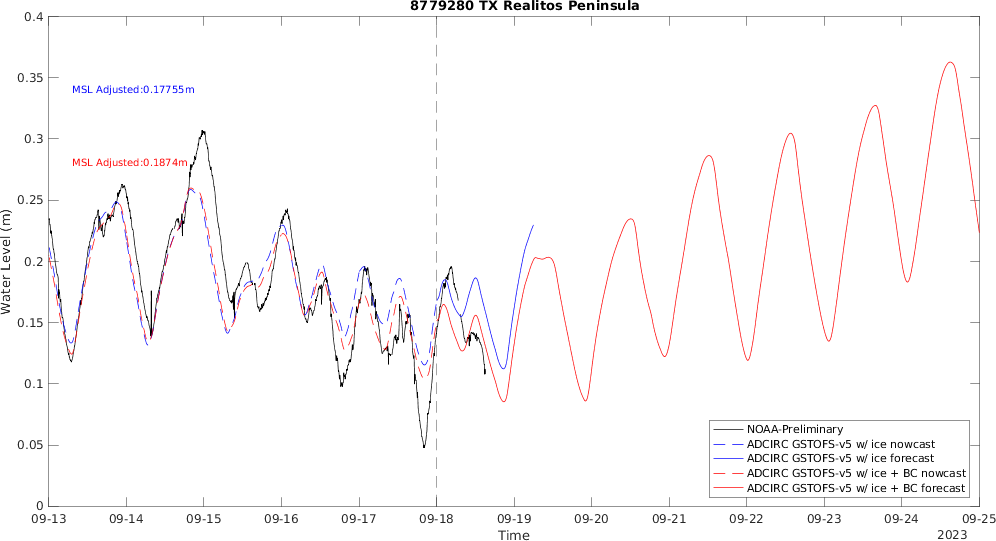 8779280 TX Realitos Peninsula
0.4
0.35
0.3
0.25
0.2
0.15
0.1
0.05
0
Water Level (m)
MSL Adjusted:0.17755m
MSL Adjusted:0.1874m
NOAA-Preliminary
ADCIRC GSTOFS-v5 w/ ice nowcast
ADCIRC GSTOFS-v5 w/ ice forecast
ADCIRC GSTOFS-v5 w/ ice + BC nowcast
ADCIRC GSTOFS-v5 w/ ice + BC forecast
09-13 09-14 09-15 09-16 09-17 09-18 09-19 09-20 09-21 09-22 09-23 09-24 09-25
Time
2023